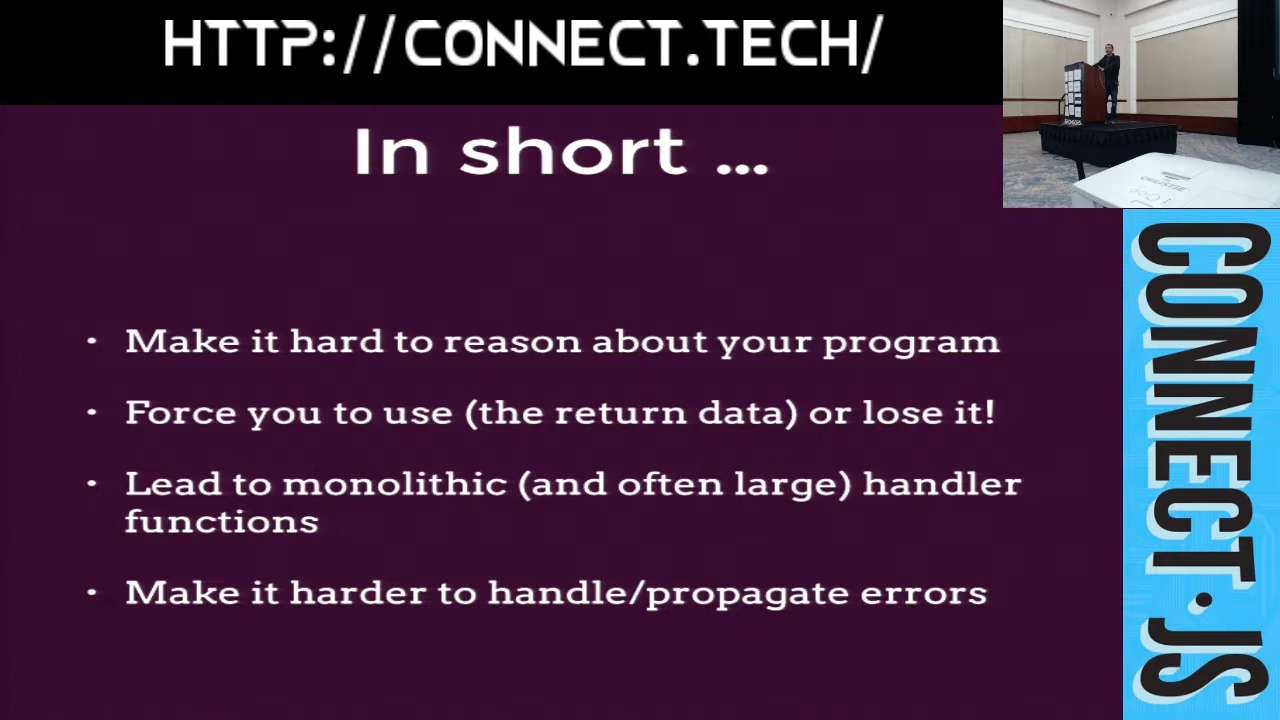 HTTP://CONNECT.TECH/
In short ...
• Make it hard to reason about your program
• Force you to use (the return data) or lose it!
• Lead to monolithic (and often large) handler
functions
• Make it harder to handle/propagate errors
CONNECT.JS
CHRISTIE